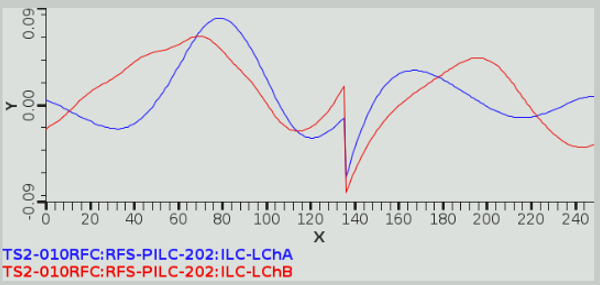 0.09
0.00
-0.09
Y
0 20 40 60 80 100 120 140 160 180 200 220 240
X
TS2-010RFC:RFS-PILC-202:ILC-LChA
TS2-010RFC:RFS-PILC-202:ILC-LChB